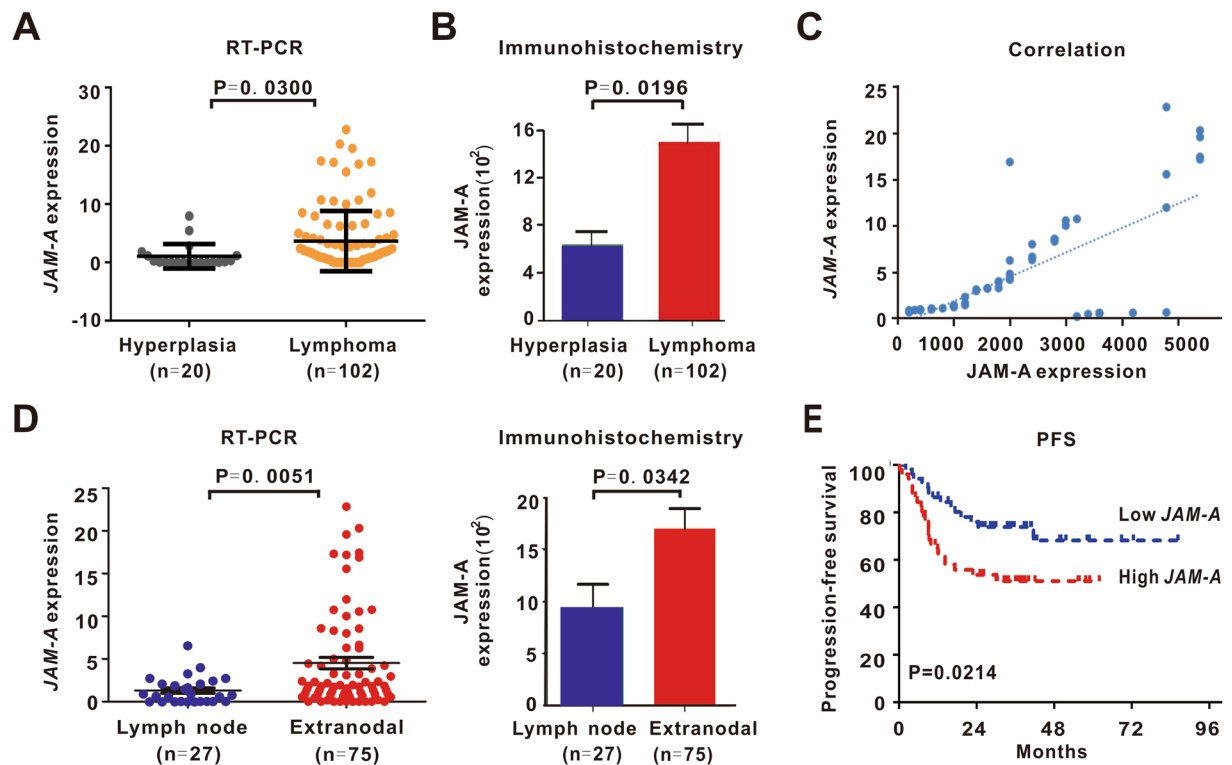 A
RT-PCR
P=0.0300
JAM-A expression
30
20
10
0
-10
Hyperplasia
(n=20)
Lymphoma
(n=102)
B
Immunohistochemistry
P=0.0196
JAM-A
expression(10²)
16
12
8
4
0
Hyperplasia
(n=20)
Lymphoma
(n=102)
C
Correlation
JAM-A expression
25
20
15
10
5
0
0 1000 2000 3000 4000 5000
JAM-A expression
D
RT-PCR
P=0.0051
JAM-A expression
25
20
15
10
5
0
Lymph node
(n=27)
Extranodal
(n=75)
Immunohistochemistry
P=0.0342
JAM-A
expression(10²)
20
15
10
5
0
Lymph node
(n=27)
Extranodal
(n=75)
E
PFS
Progression-free survival
100
80
60
40
20
0
Low JAM-A
High JAM-A
P=0.0214
0 24 48 72 96
Months